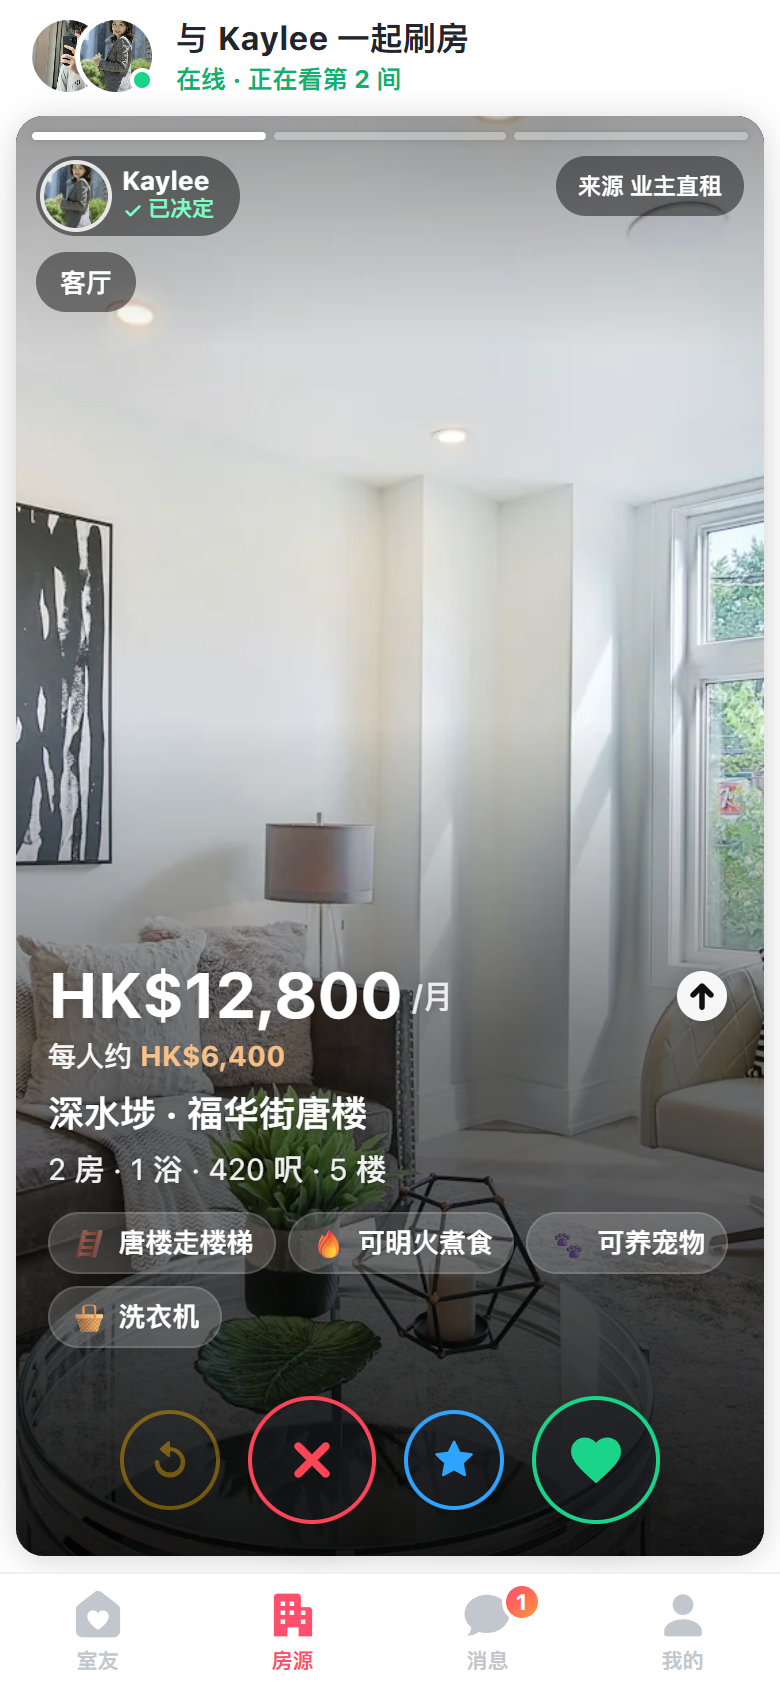 与 Kaylee 一起刷房
在线 · 正在看第 2 间
Kaylee
已决定
来源 业主直租
客厅
HK$12,800 /月
每人约 HK$6,400
深水埗 · 福华街唐楼
2 房 · 1 浴 · 420 呎 · 5 楼
唐楼走楼梯
可明火煮食
可养宠物
洗衣机
1
室友
房源
消息
我的